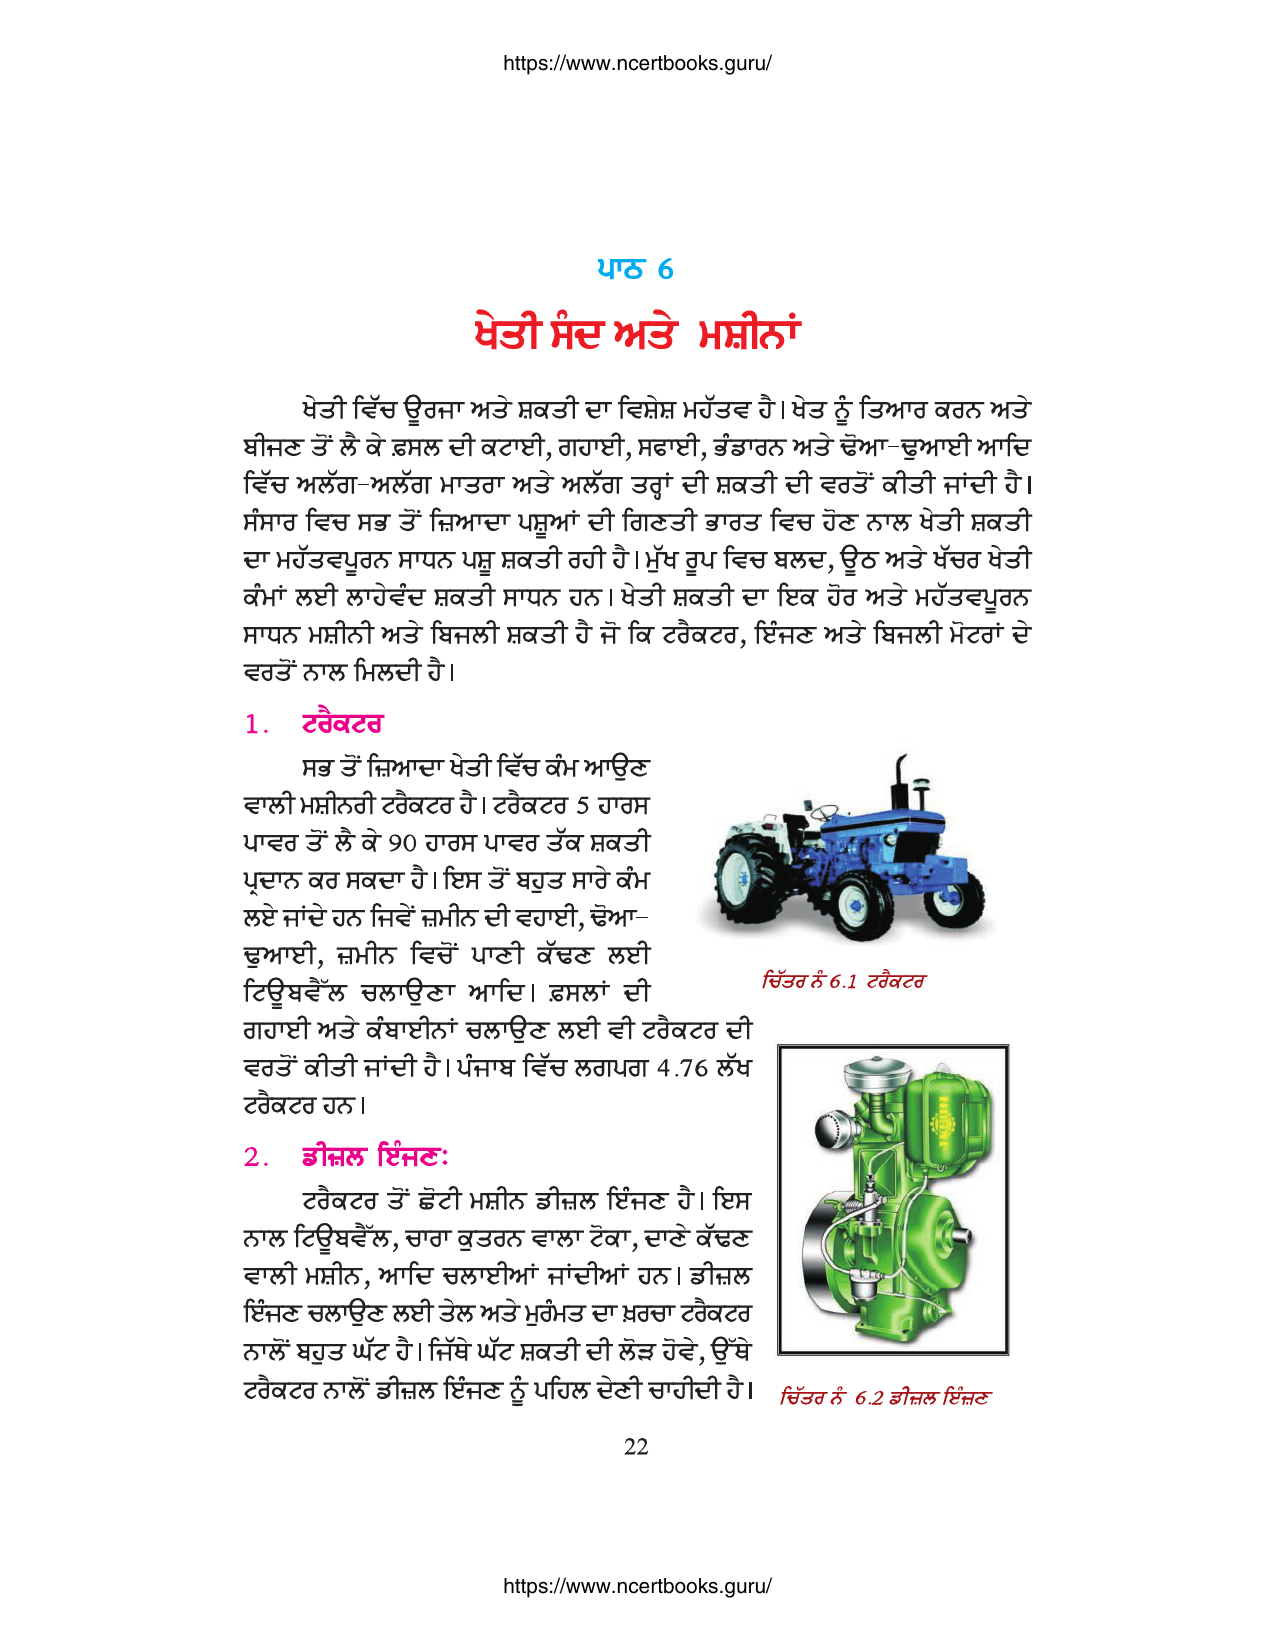 https://www.ncertbooks.guru/
ਪਾਠ 6
ਖੇਤੀ ਸੰਦ ਅਤੇ ਮਸ਼ੀਨਾਂ
ਖੇਤੀ ਵਿੱਚ ਊਰਜਾ ਅਤੇ ਸ਼ਕਤੀ ਦਾ ਵਿਸ਼ੇਸ਼ ਮਹੱਤਵ ਹੈ। ਖੇਤ ਨੂੰ ਤਿਆਰ ਕਰਨ ਅਤੇ
ਬੀਜਣ ਤੋਂ ਲੈ ਕੇ ਫ਼ਸਲ ਦੀ ਕਟਾਈ, ਗਹਾਈ, ਸਫਾਈ, ਭੰਡਾਰਨ ਅਤੇ ਢੋਆ-ਢੁਆਈ ਆਦਿ
ਵਿੱਚ ਅਲੱਗ-ਅਲੱਗ ਮਾਤਰਾ ਅਤੇ ਅਲੱਗ ਤਰ੍ਹਾਂ ਦੀ ਸ਼ਕਤੀ ਦੀ ਵਰਤੋਂ ਕੀਤੀ ਜਾਂਦੀ ਹੈ।
ਸੰਸਾਰ ਵਿਚ ਸਭ ਤੋਂ ਜ਼ਿਆਦਾ ਪਸ਼ੂਆਂ ਦੀ ਗਿਣਤੀ ਭਾਰਤ ਵਿਚ ਹੋਣ ਨਾਲ ਖੇਤੀ ਸ਼ਕਤੀ
ਦਾ ਮਹੱਤਵਪੂਰਨ ਸਾਧਨ ਪਸ਼ੂ ਸ਼ਕਤੀ ਰਹੀ ਹੈ। ਮੁੱਖ ਰੂਪ ਵਿਚ ਬਲਦ, ਊਠ ਅਤੇ ਖੱਚਰ ਖੇਤੀ
ਕੰਮਾਂ ਲਈ ਲਾਹੇਵੰਦ ਸ਼ਕਤੀ ਸਾਧਨ ਹਨ। ਖੇਤੀ ਸ਼ਕਤੀ ਦਾ ਇਕ ਹੋਰ ਅਤੇ ਮਹੱਤਵਪੂਰਨ
ਸਾਧਨ ਮਸ਼ੀਨੀ ਅਤੇ ਬਿਜਲੀ ਸ਼ਕਤੀ ਹੈ ਜੋ ਕਿ ਟਰੈਕਟਰ, ਇੰਜਣ ਅਤੇ ਬਿਜਲੀ ਮੋਟਰਾਂ ਦੇ
ਵਰਤੋਂ ਨਾਲ ਮਿਲਦੀ ਹੈ।
1. ਟਰੈਕਟਰ
ਸਭ ਤੋਂ ਜ਼ਿਆਦਾ ਖੇਤੀ ਵਿੱਚ ਕੰਮ ਆਉਣ
ਵਾਲੀ ਮਸ਼ੀਨਰੀ ਟਰੈਕਟਰ ਹੈ। ਟਰੈਕਟਰ 5 ਹਾਰਸ
ਪਾਵਰ ਤੋਂ ਲੈ ਕੇ 90 ਹਾਰਸ ਪਾਵਰ ਤੱਕ ਸ਼ਕਤੀ
ਪ੍ਰਦਾਨ ਕਰ ਸਕਦਾ ਹੈ। ਇਸ ਤੋਂ ਬਹੁਤ ਸਾਰੇ ਕੰਮ
ਲਏ ਜਾਂਦੇ ਹਨ ਜਿਵੇਂ ਜ਼ਮੀਨ ਦੀ ਵਹਾਈ, ਢੋਆ-
ਢੁਆਈ, ਜ਼ਮੀਨ ਵਿਚੋਂ ਪਾਣੀ ਕੱਢਣ ਲਈ
ਟਿਊਬਵੈੱਲ ਚਲਾਉਣਾ ਆਦਿ। ਫ਼ਸਲਾਂ ਦੀ
ਗਹਾਈ ਅਤੇ ਕੰਬਾਈਨਾਂ ਚਲਾਉਣ ਲਈ ਵੀ ਟਰੈਕਟਰ ਦੀ
ਵਰਤੋਂ ਕੀਤੀ ਜਾਂਦੀ ਹੈ। ਪੰਜਾਬ ਵਿੱਚ ਲਗਪਗ 4.76 ਲੱਖ
ਟਰੈਕਟਰ ਹਨ।
ਚਿੱਤਰ ਨੰ 6.1 ਟਰੈਕਟਰ
2. ਡੀਜ਼ਲ ਇੰਜਣ:
ਟਰੈਕਟਰ ਤੋਂ ਛੋਟੀ ਮਸ਼ੀਨ ਡੀਜ਼ਲ ਇੰਜਣ ਹੈ। ਇਸ
ਨਾਲ ਟਿਊਬਵੈੱਲ, ਚਾਰਾ ਕੁਤਰਨ ਵਾਲਾ ਟੋਕਾ, ਦਾਣੇ ਕੱਢਣ
ਵਾਲੀ ਮਸ਼ੀਨ, ਆਦਿ ਚਲਾਈਆਂ ਜਾਂਦੀਆਂ ਹਨ। ਡੀਜ਼ਲ
ਇੰਜਣ ਚਲਾਉਣ ਲਈ ਤੇਲ ਅਤੇ ਮੁਰੰਮਤ ਦਾ ਖ਼ਰਚਾ ਟਰੈਕਟਰ
ਨਾਲੋਂ ਬਹੁਤ ਘੱਟ ਹੈ। ਜਿੱਥੇ ਘੱਟ ਸ਼ਕਤੀ ਦੀ ਲੋੜ ਹੋਵੇ, ਉੱਥੇ
ਟਰੈਕਟਰ ਨਾਲੋਂ ਡੀਜ਼ਲ ਇੰਜਣ ਨੂੰ ਪਹਿਲ ਦੇਣੀ ਚਾਹੀਦੀ ਹੈ।
ਚਿੱਤਰ ਨੰ 6.2 ਡੀਜ਼ਲ ਇੰਜ਼ਣ
22
https://www.ncertbooks.guru/